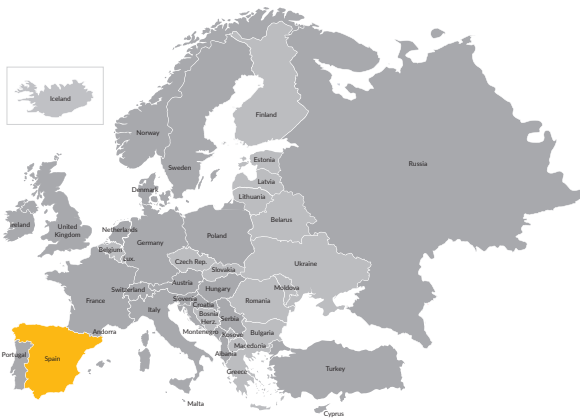 Iceland
Finland
Norway
Russia
Estonia
Sweden
Latvia
Denmark
Lithuania
Belarus
Ireland
United
Kingdom
Netherlands
Poland
Germany
Belgium
Lux.
Czech Rep.
Ukraine
Slovakia
Austria
Moldova
Switzerland
Hungary
France
Slovenia
Romania
Croatia
Italy
Bosnia
Herz.
Serbia
Andorra
Montenegro
Kosovo
Bulgaria
Macedonia
Portugal
Spain
Albania
Greece
Turkey
Malta
Cyprus